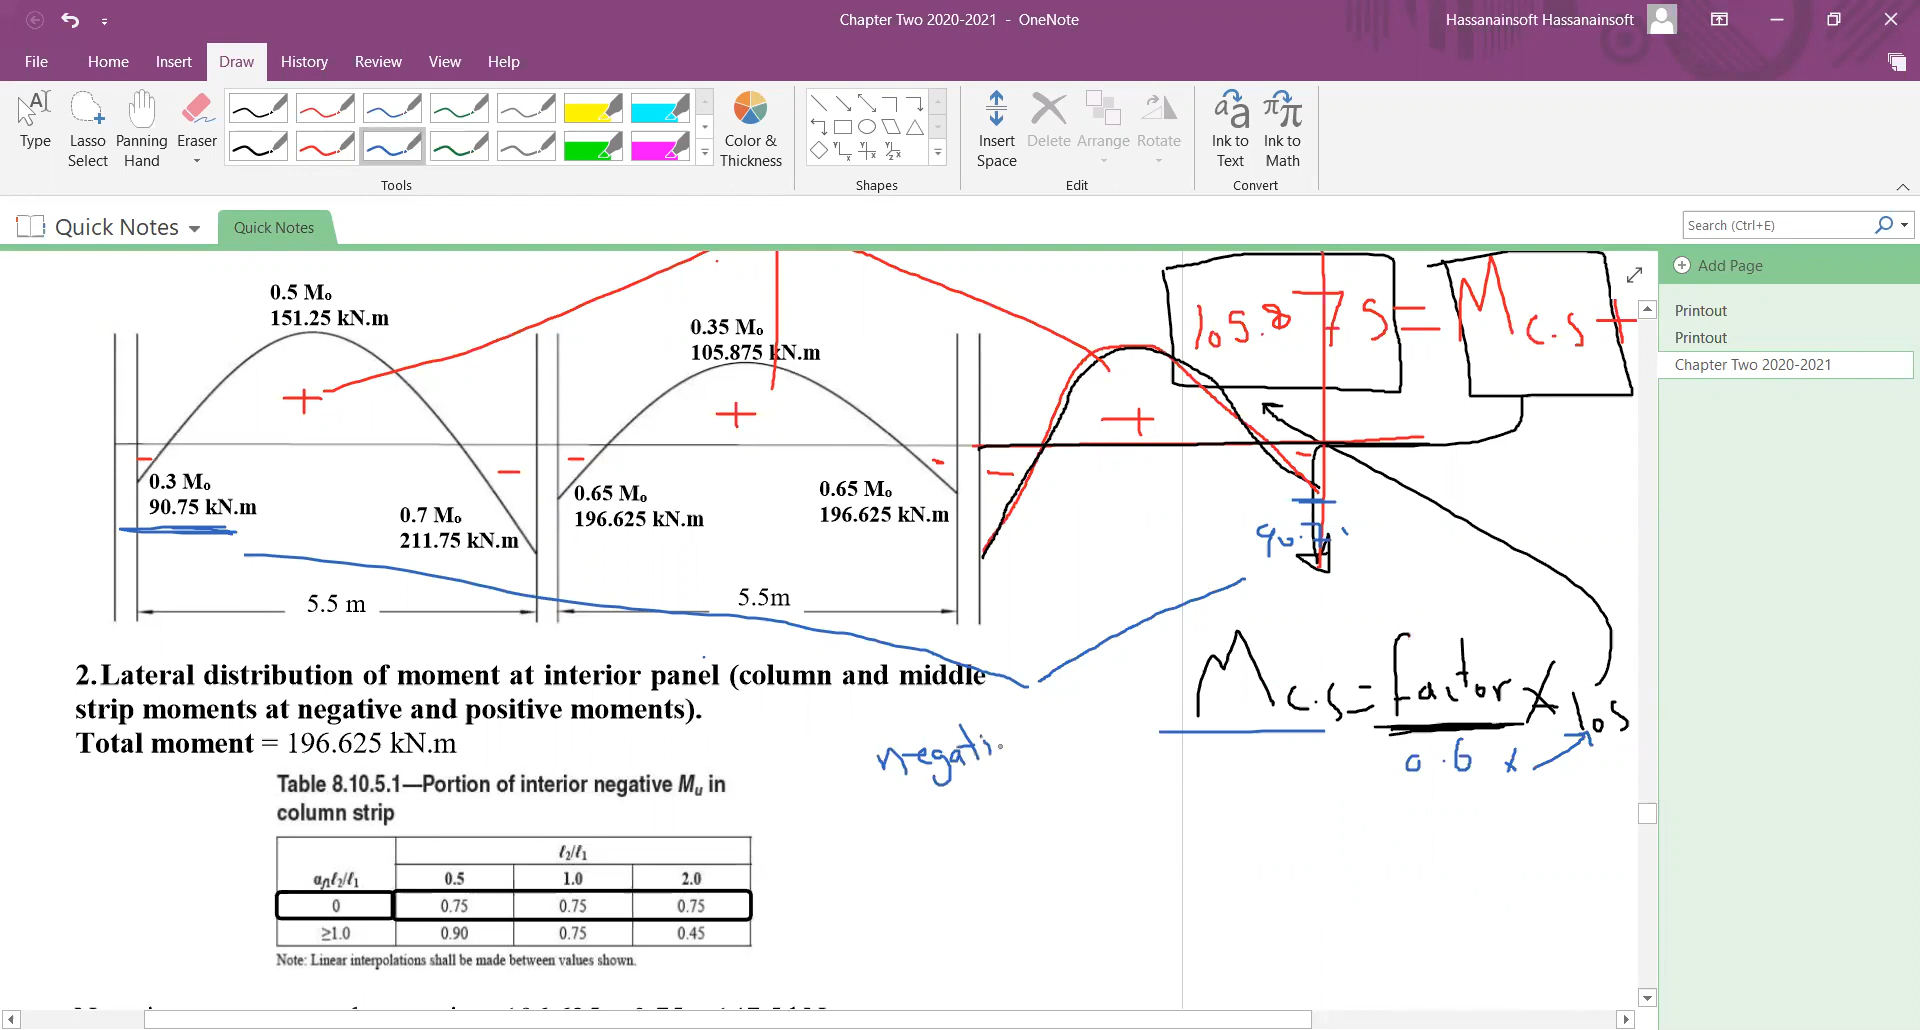 Chapter Two 2020-2021 - OneNote
Hassanainsoft Hassanainsoft
File Home Insert Draw History Review View Help
Type
Lasso Select
Panning Hand
Eraser
Color & Thickness
Insert Space
Delete
Arrange
Rotate
Ink to Text
Ink to Math
Tools
Shapes
Edit
Convert
Quick Notes
Quick Notes
Search (Ctrl+E)
Add Page
Printout
Printout
Chapter Two 2020-2021
0.5 Mₒ
151.25 kN.m
0.35 Mₒ
105.875 kN.m
105.875 = M c.s +
0.3 Mₒ
90.75 kN.m
0.7 Mₒ
211.75 kN.m
0.65 Mₒ
196.625 kN.m
0.65 Mₒ
196.625 kN.m
5.5 m
5.5m
M c.s = factor x 105
0.6 x
2.Lateral distribution of moment at interior panel (column and middle
strip moments at negative and positive moments).
Total moment = 196.625 kN.m
negati
Table 8.10.5.1—Portion of interior negative Mᵤ in
column strip
ℓ2/ℓ1
αf1ℓ2/ℓ1 0.5 1.0 2.0
0 0.75 0.75 0.75
≥1.0 0.90 0.75 0.45
Note: Linear interpolations shall be made between values shown.